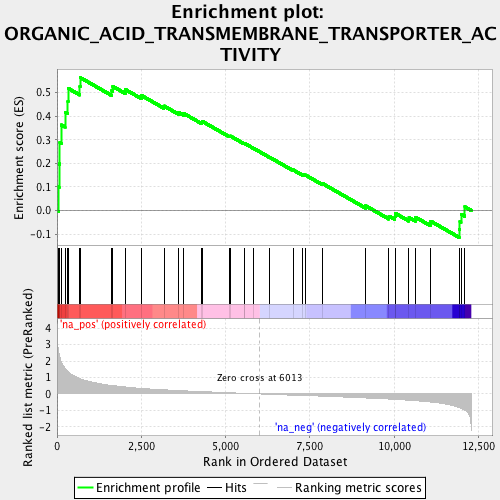 Enrichment plot:
ORGANIC_ACID_TRANSMEMBRANE_TRANSPORTER_AC
TIVITY
Enrichment score (ES)
0.5
0.4
0.3
0.2
0.1
0.0
-0.1
'na_pos' (positively correlated)
Ranked list metric (PreRanked)
4
3
2
1
0
-1
-2
Zero cross at 6013
'na_neg' (negatively correlated)
0
2,500
5,000
7,500
10,000
12,500
Rank in Ordered Dataset
Enrichment profile
Hits
Ranking metric scores